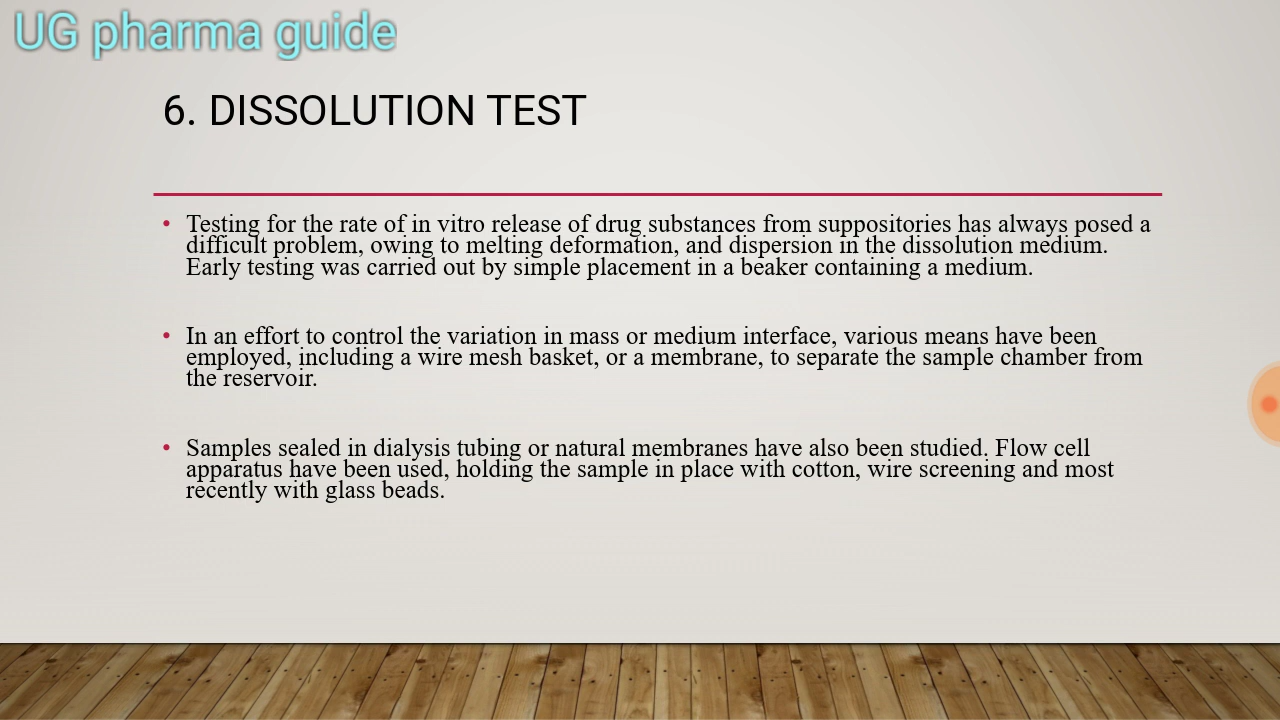 UG pharma guide
6. DISSOLUTION TEST
• Testing for the rate of in vitro release of drug substances from suppositories has always posed a
difficult problem, owing to melting deformation, and dispersion in the dissolution medium.
Early testing was carried out by simple placement in a beaker containing a medium.
• In an effort to control the variation in mass or medium interface, various means have been
employed, including a wire mesh basket, or a membrane, to separate the sample chamber from
the reservoir.
• Samples sealed in dialysis tubing or natural membranes have also been studied. Flow cell
apparatus have been used, holding the sample in place with cotton, wire screening and most
recently with glass beads.